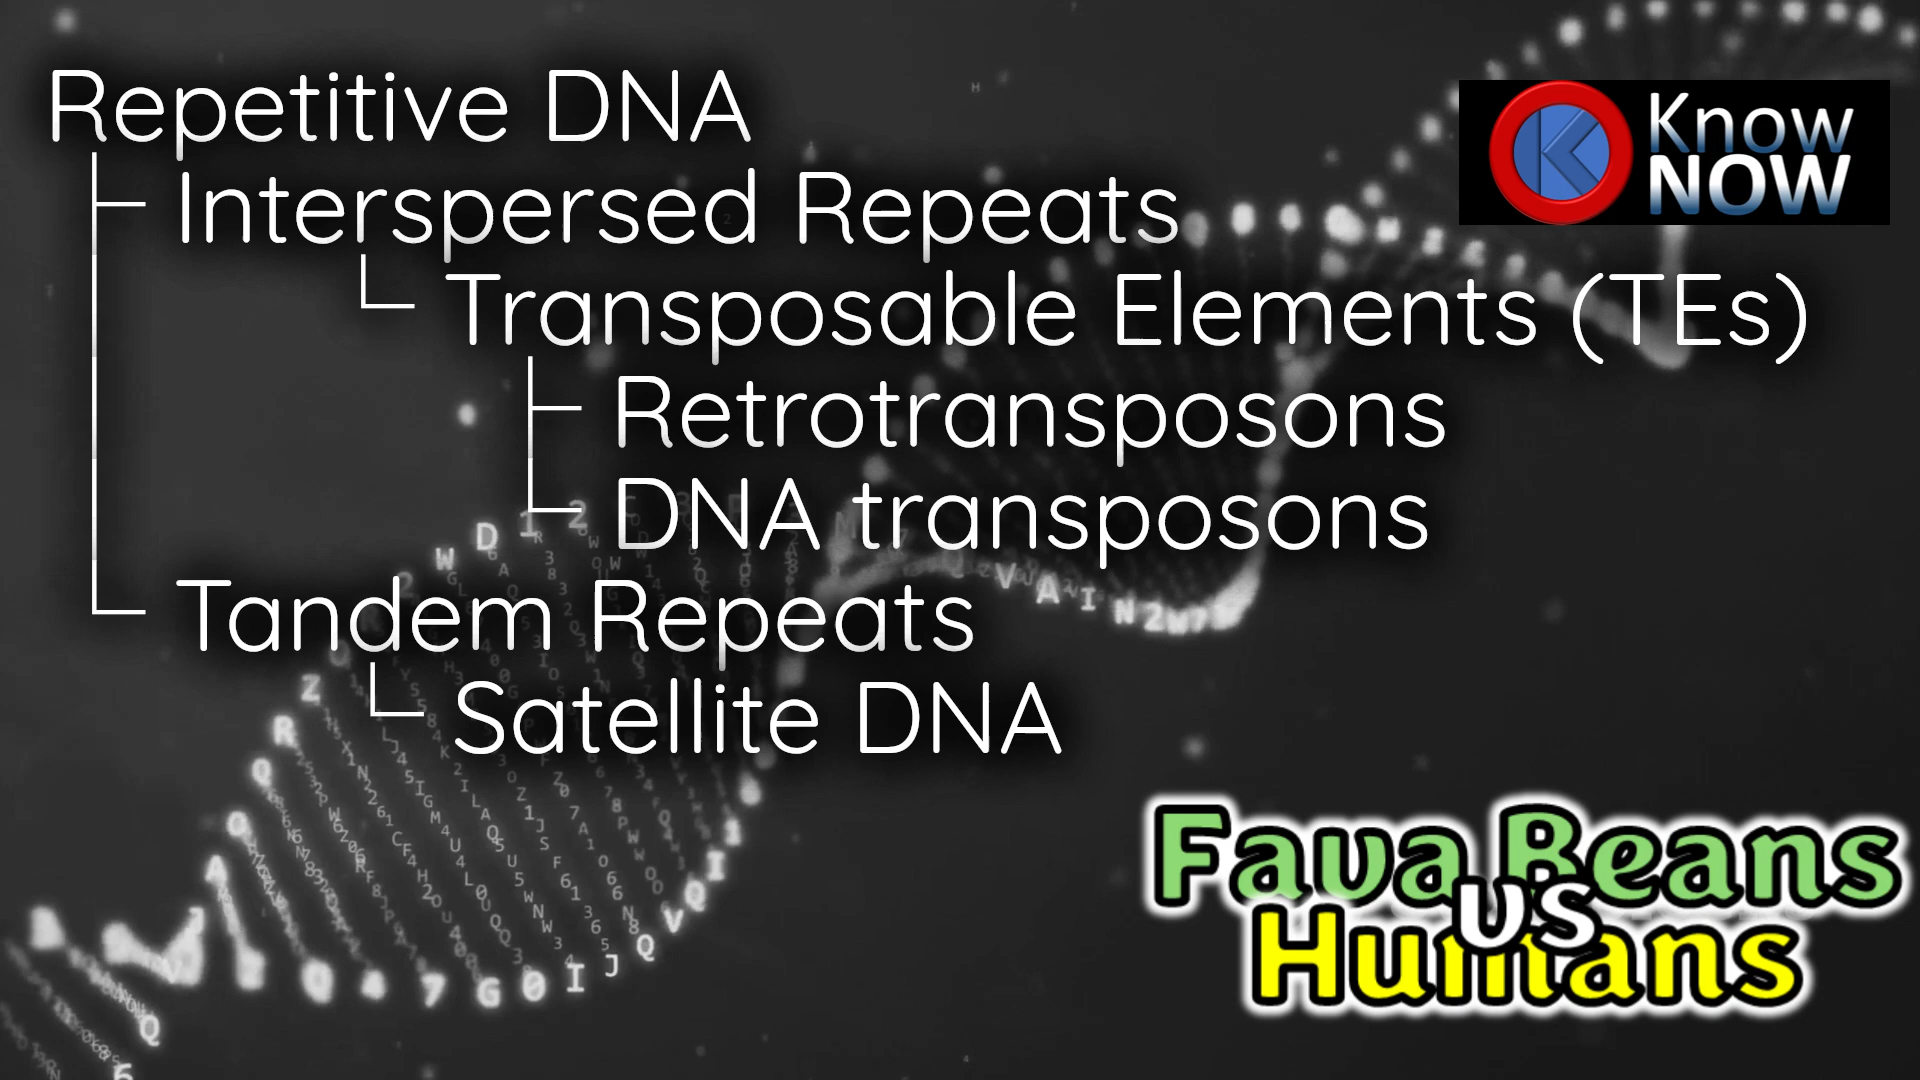 Repetitive DNA
Interspersed Repeats
Transposable Elements (TEs)
Retrotransposons
DNA transposons
Tandem Repeats
Satellite DNA
Know
NOW
Fava Beans
vs
Humans